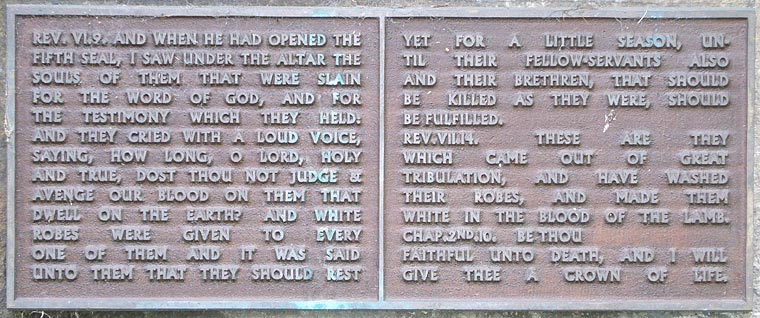 REV. VI.9. AND WHEN HE HAD OPENED THE
FIFTH SEAL, I SAW UNDER THE ALTAR THE
SOULS OF THEM THAT WERE SLAIN
FOR THE WORD OF GOD, AND FOR
THE TESTIMONY WHICH THEY HELD:
AND THEY CRIED WITH A LOUD VOICE,
SAYING, HOW LONG, O LORD, HOLY
AND TRUE, DOST THOU NOT JUDGE &
AVENGE OUR BLOOD ON THEM THAT
DWELL ON THE EARTH? AND WHITE
ROBES WERE GIVEN TO EVERY
ONE OF THEM AND IT WAS SAID
UNTO THEM THAT THEY SHOULD REST
YET FOR A LITTLE SEASON, UN-
TIL THEIR FELLOW-SERVANTS ALSO
AND THEIR BRETHREN, THAT SHOULD
BE KILLED AS THEY WERE, SHOULD
BE FULFILLED.
REV. VII.14. THESE ARE THEY
WHICH CAME OUT OF GREAT
TRIBULATION, AND HAVE WASHED
THEIR ROBES, AND MADE THEM
WHITE IN THE BLOOD OF THE LAMB.
CHAP. 2ND. 10. BE THOU
FAITHFUL UNTO DEATH, AND I WILL
GIVE THEE A CROWN OF LIFE.